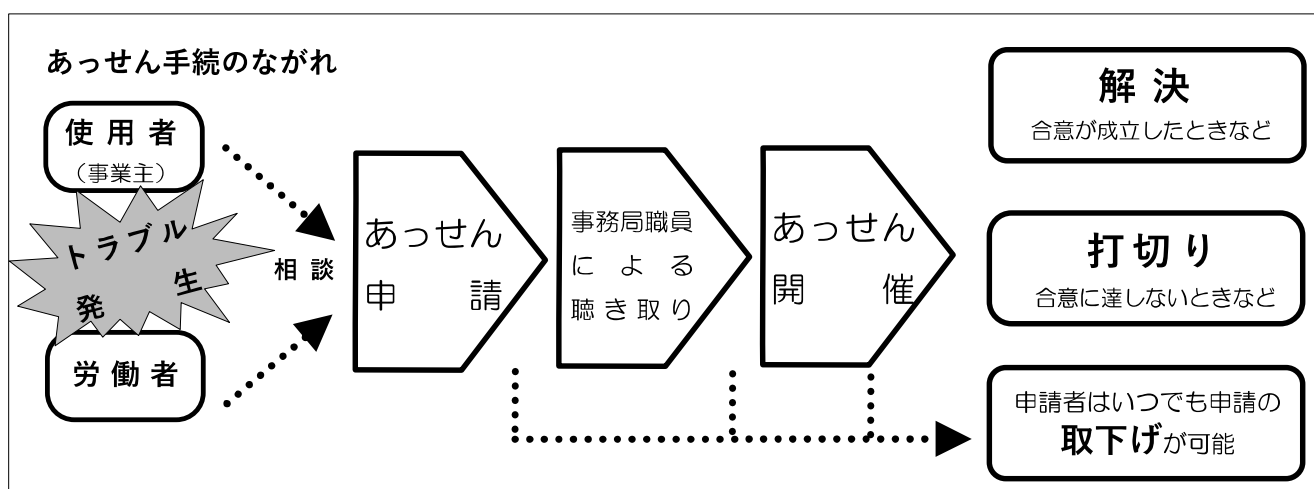 あっせん手続のながれ
使用者
（事業主）
トラブル
発生
労働者
相談
あっせん
申請
事務局職員
による
聴き取り
あっせん
開催
解決
合意が成立したときなど
打切り
合意に達しないときなど
申請者はいつでも申請の
取下げが可能